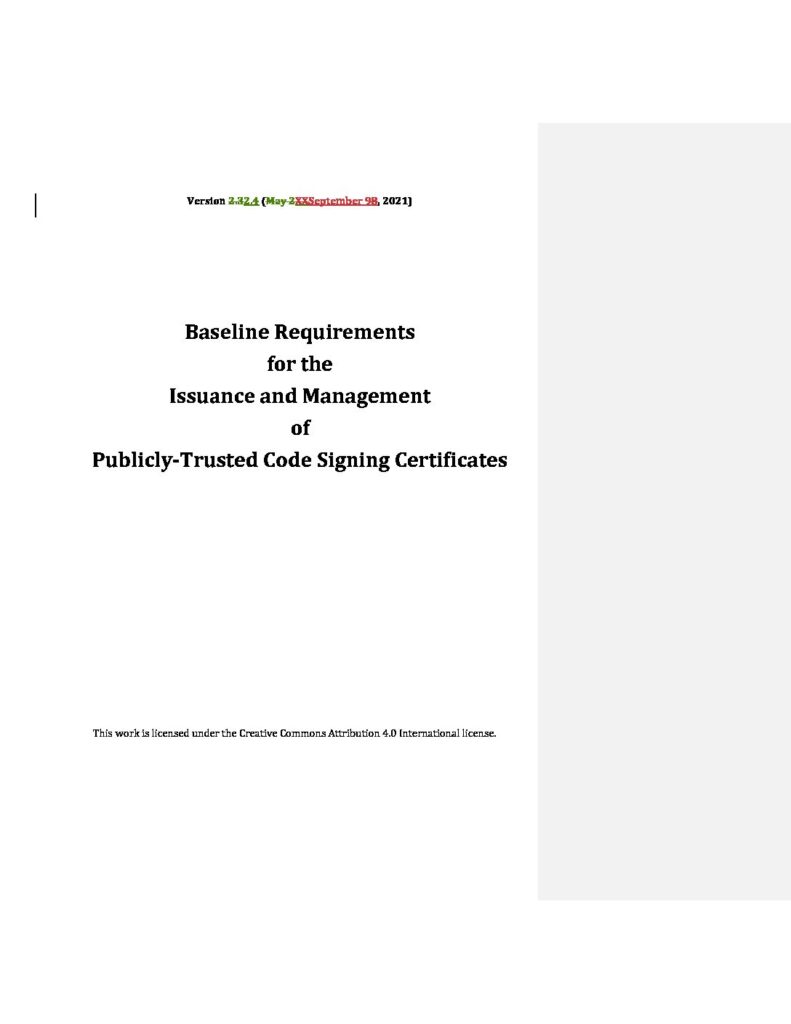 Version 2.32.4 (May 2XXSeptember 98, 2021)
Baseline Requirements
for the
Issuance and Management
of
Publicly-Trusted Code Signing Certificates
This work is licensed under the Creative Commons Attribution 4.0 International license.